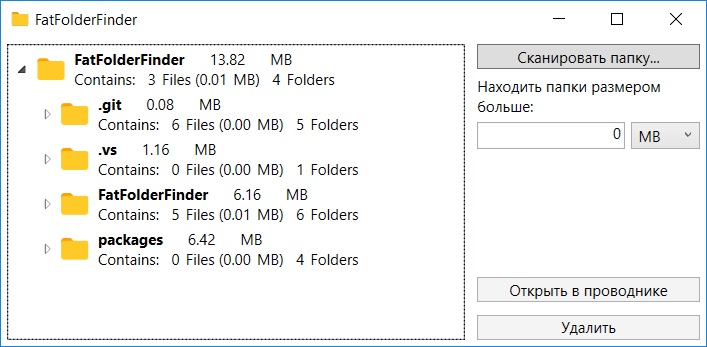 FatFolderFinder
FatFolderFinder 13.82 MB
Contains: 3 Files (0.01 MB) 4 Folders
.git 0.08 MB
Contains: 6 Files (0.00 MB) 5 Folders
.vs 1.16 MB
Contains: 0 Files (0.00 MB) 1 Folders
FatFolderFinder 6.16 MB
Contains: 5 Files (0.01 MB) 6 Folders
packages 6.42 MB
Contains: 0 Files (0.00 MB) 4 Folders
Сканировать папку...
Находить папки размером
больше:
0 MB
Открыть в проводнике
Удалить